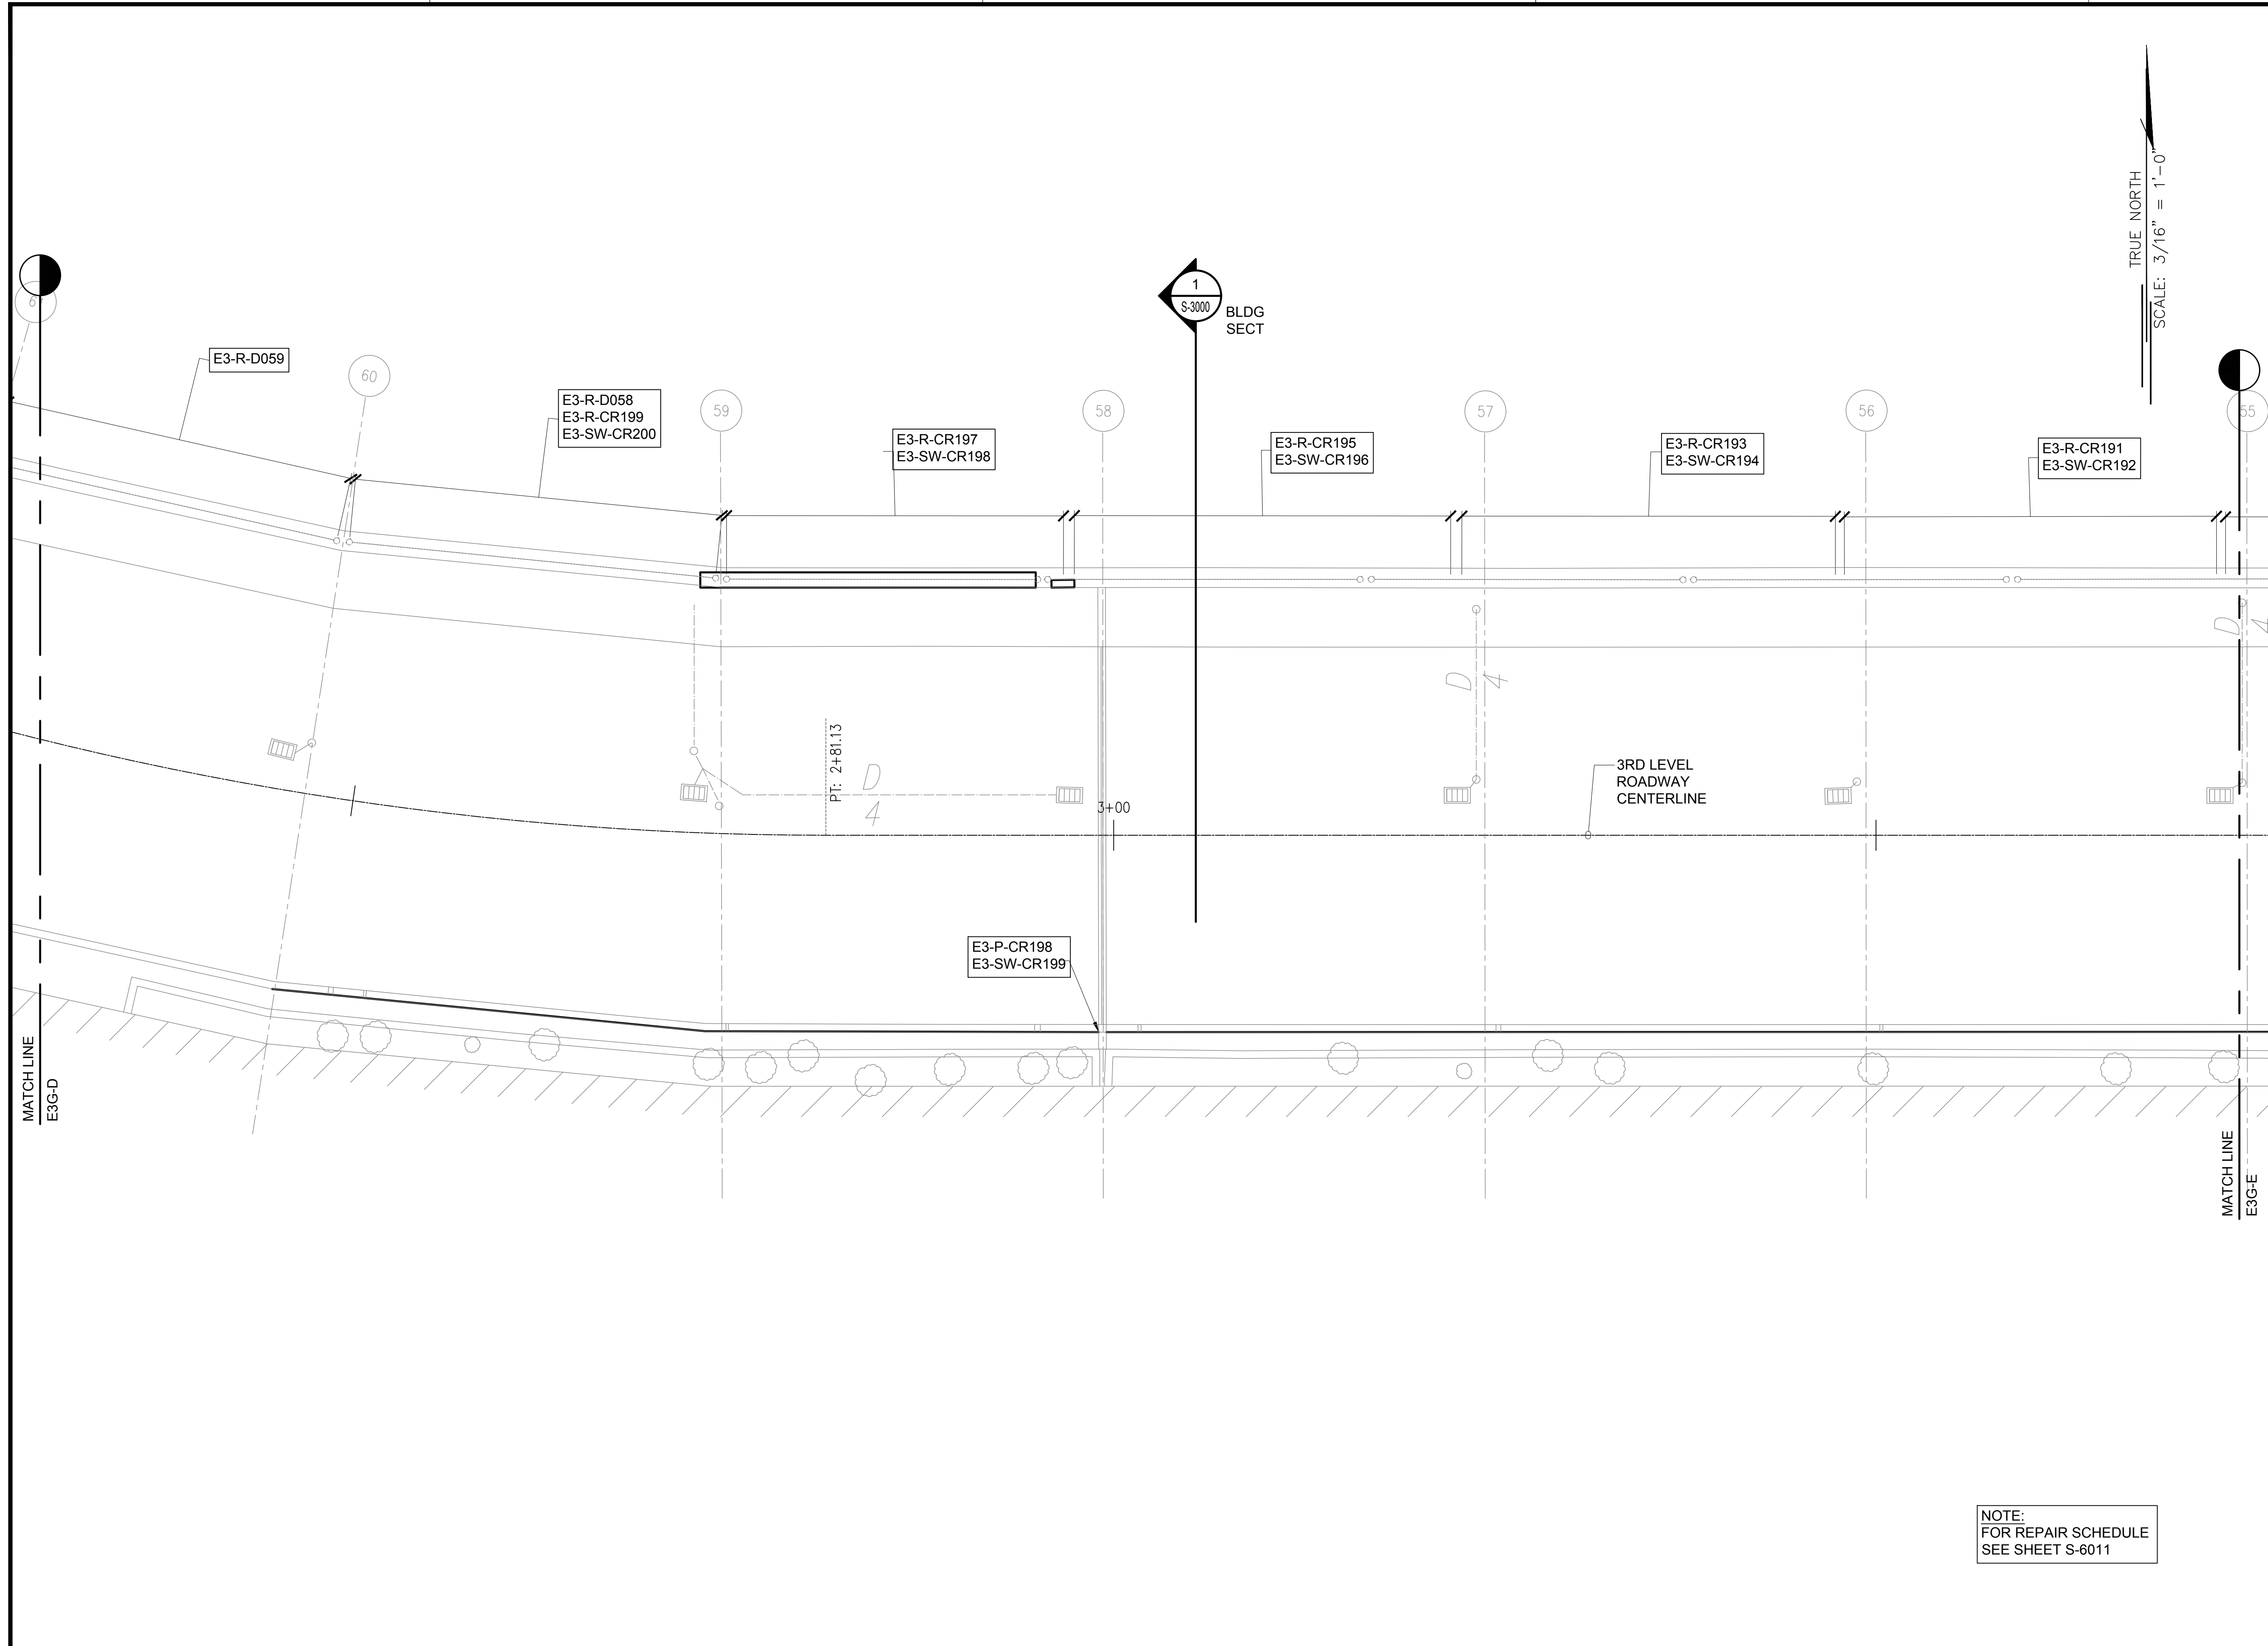 TRUE NORTH
SCALE: 3/16" = 1'-0"
1
S-3000
BLDG
SECT
E3-R-D059
60
E3-R-D058
E3-R-CR199
E3-SW-CR200
59
E3-R-CR197
E3-SW-CR198
58
E3-R-CR195
E3-SW-CR196
57
E3-R-CR193
E3-SW-CR194
56
E3-R-CR191
E3-SW-CR192
55
D
4
D
4
PT: 2+81.13
D
4
3+00
3RD LEVEL
ROADWAY
CENTERLINE
E3-P-CR198
E3-SW-CR199
MATCH LINE
E3G-D
MATCH LINE
E3G-E
NOTE:
FOR REPAIR SCHEDULE
SEE SHEET S-6011